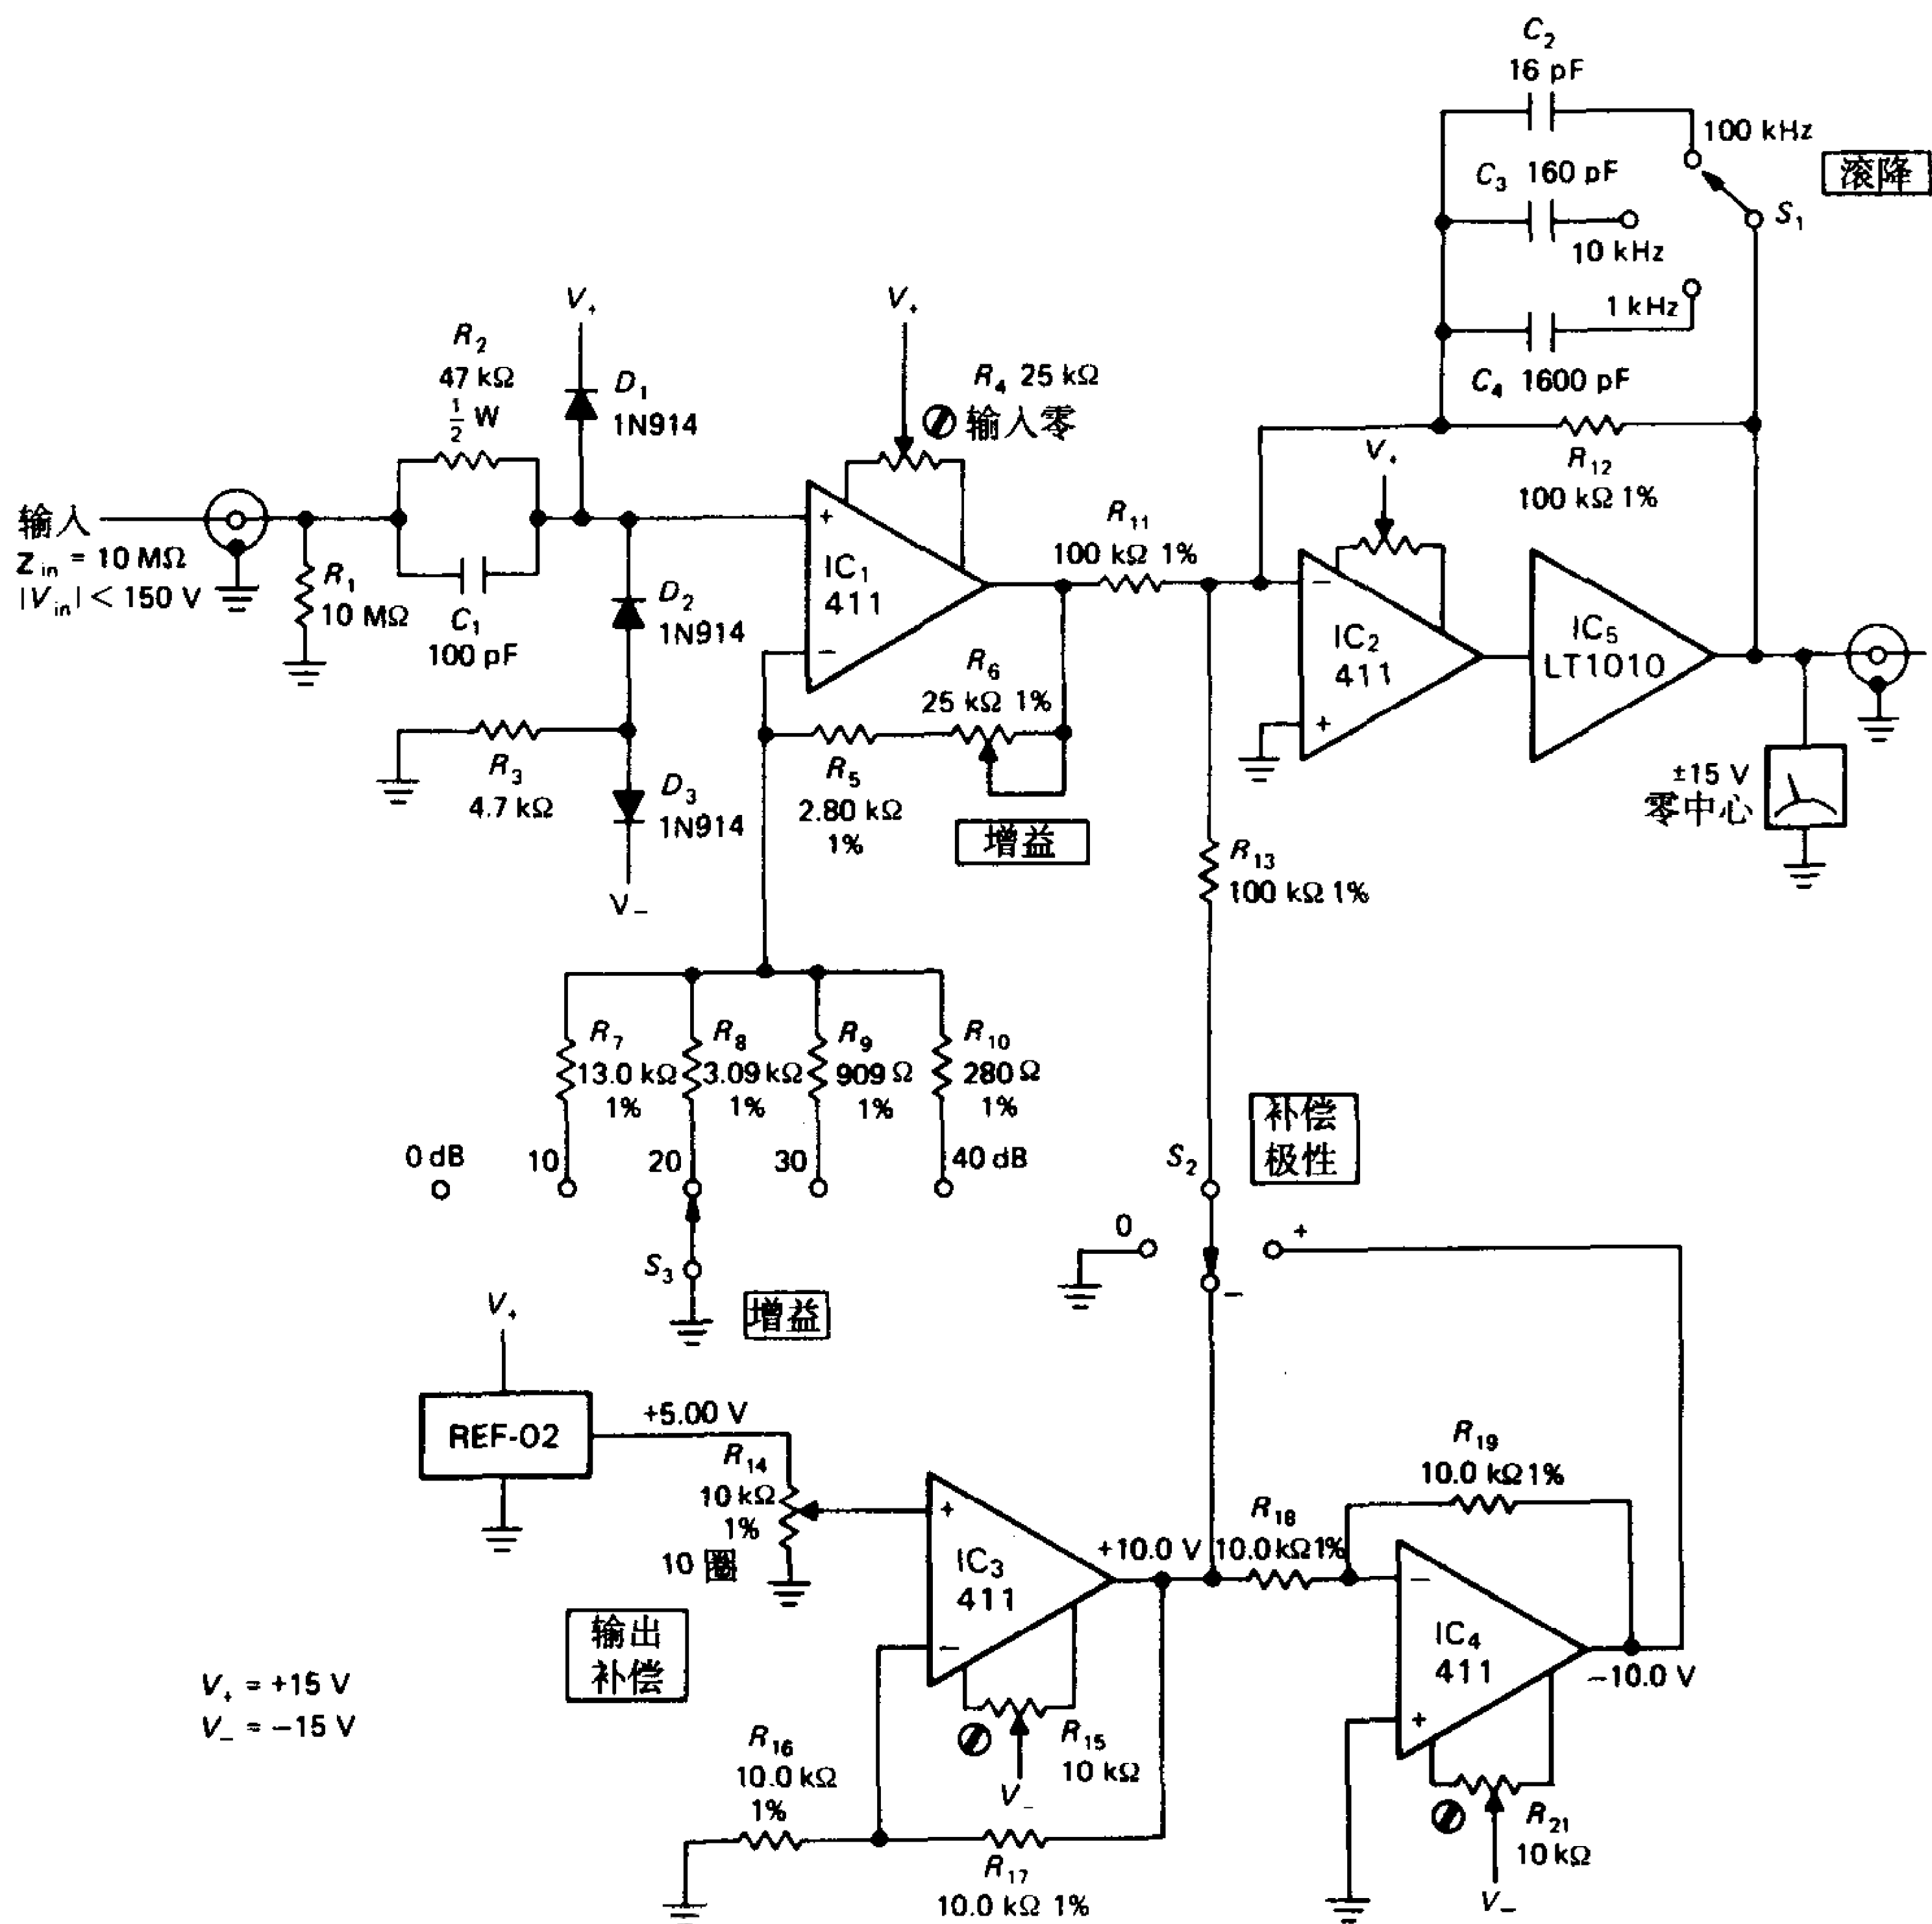 C₂
16 pF
100 kHz
滚降
C₃ 160 pF
S₁
10 kHz
1 kHz
C₄ 1600 pF
V₊
V₊
R₂
47 kΩ
½ W
D₁
1N914
R₄ 25 kΩ
输入零
V₊
R₁₂
100 kΩ 1%
输入
z in = 10 MΩ
|V in| < 150 V
R₁
10 MΩ
C₁
100 pF
D₂
1N914
+
IC₁
411
−
R₁₁
100 kΩ 1%
−
IC₂
411
+
IC₅
LT1010
R₆
25 kΩ 1%
R₃
4.7 kΩ
D₃
1N914
R₅
2.80 kΩ
1%
增益
±15 V
零中心
V₋
R₁₃
100 kΩ 1%
R₇
13.0 kΩ
1%
R₈
3.09 kΩ
1%
R₉
909 Ω
1%
R₁₀
280 Ω
1%
0 dB
10
20
30
40 dB
S₂
补偿
极性
0
+
−
S₃
增益
V₊
REF-02
+5.00 V
R₁₄
10 kΩ
1%
10 圈
输出
补偿
+
IC₃
411
−
+10.0 V
R₁₈
10.0 kΩ 1%
R₁₉
10.0 kΩ 1%
−
IC₄
411
+
−10.0 V
V₊ = +15 V
V₋ = −15 V
R₁₅
10 kΩ
V₋
R₁₆
10.0 kΩ
1%
R₁₇
10.0 kΩ 1%
R₂₁
10 kΩ
V₋